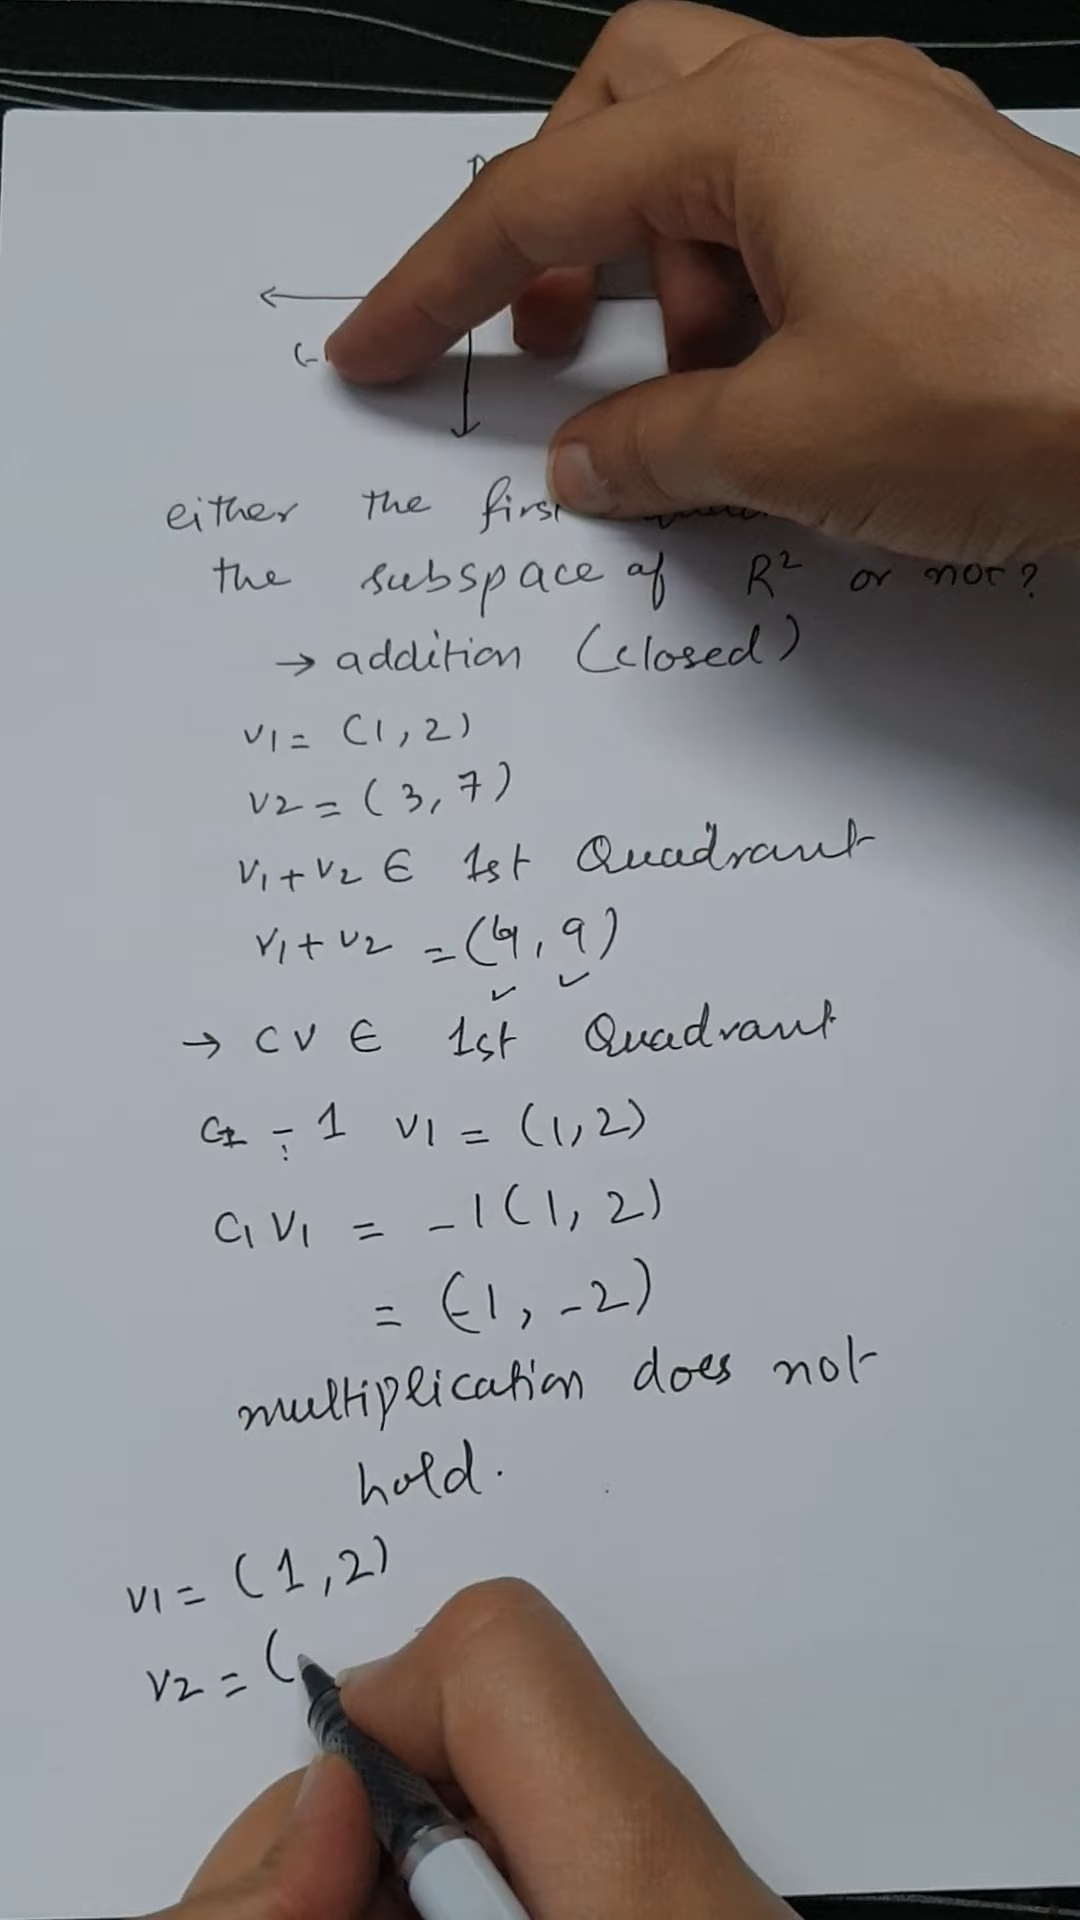 either the first
the subspace of R² or not?
→ addition (closed)
v1 = (1, 2)
v2 = (3, 7)
v1 + v2 ∈ 1st Quadrant
v1 + v2 = (4, 9)
→ CV ∈ 1st Quadrant
C1 = -1 v1 = (1, 2)
C1 V1 = -1 (1, 2)
= (-1, -2)
multiplication does not
hold.
v1 = (1, 2)
v2 = (